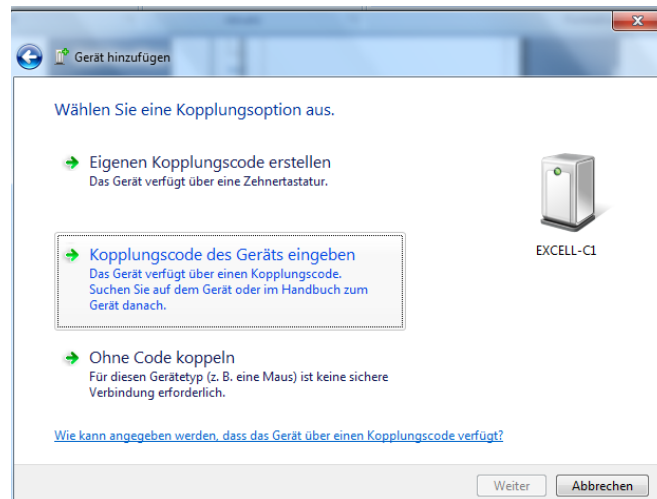 Gerät hinzufügen
Wählen Sie eine Kopplungsoption aus.
Eigenen Kopplungscode erstellen
Das Gerät verfügt über eine Zehnertastatur.
Kopplungscode des Geräts eingeben
Das Gerät verfügt über einen Kopplungscode.
Suchen Sie auf dem Gerät oder im Handbuch zum
Gerät danach.
EXCELL-C1
Ohne Code koppeln
Für diesen Gerätetyp (z. B. eine Maus) ist keine sichere
Verbindung erforderlich.
Wie kann angegeben werden, dass das Gerät über einen Kopplungscode verfügt?
Weiter
Abbrechen